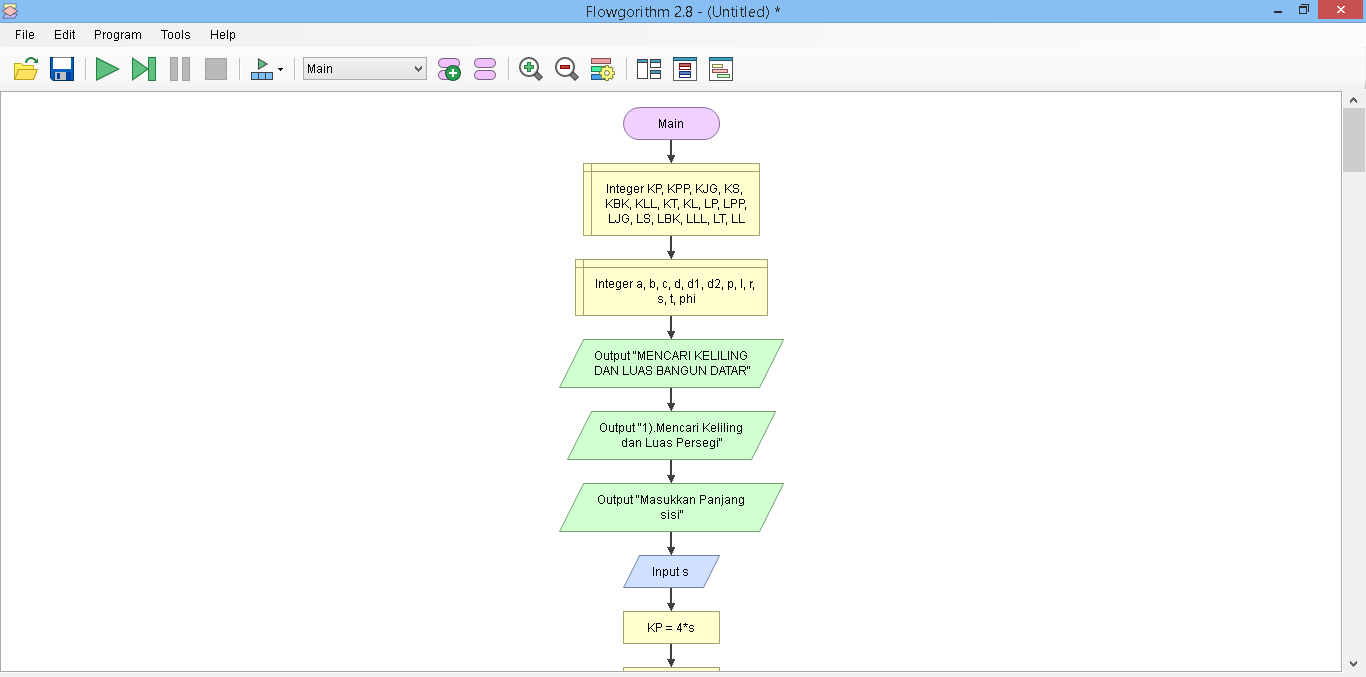 Flowgorithm 2.8 - (Untitled) *
File Edit Program Tools Help
Main
Main
Integer KP, KPP, KJG, KS,
KBK, KLL, KT, KL, LP, LPP,
LJG, LS, LBK, LLL, LT, LL
Integer a, b, c, d, d1, d2, p, l, r,
s, t, phi
Output "MENCARI KELILING
DAN LUAS BANGUN DATAR"
Output "1).Mencari Keliling
dan Luas Persegi"
Output "Masukkan Panjang
sisi"
Input s
KP = 4*s